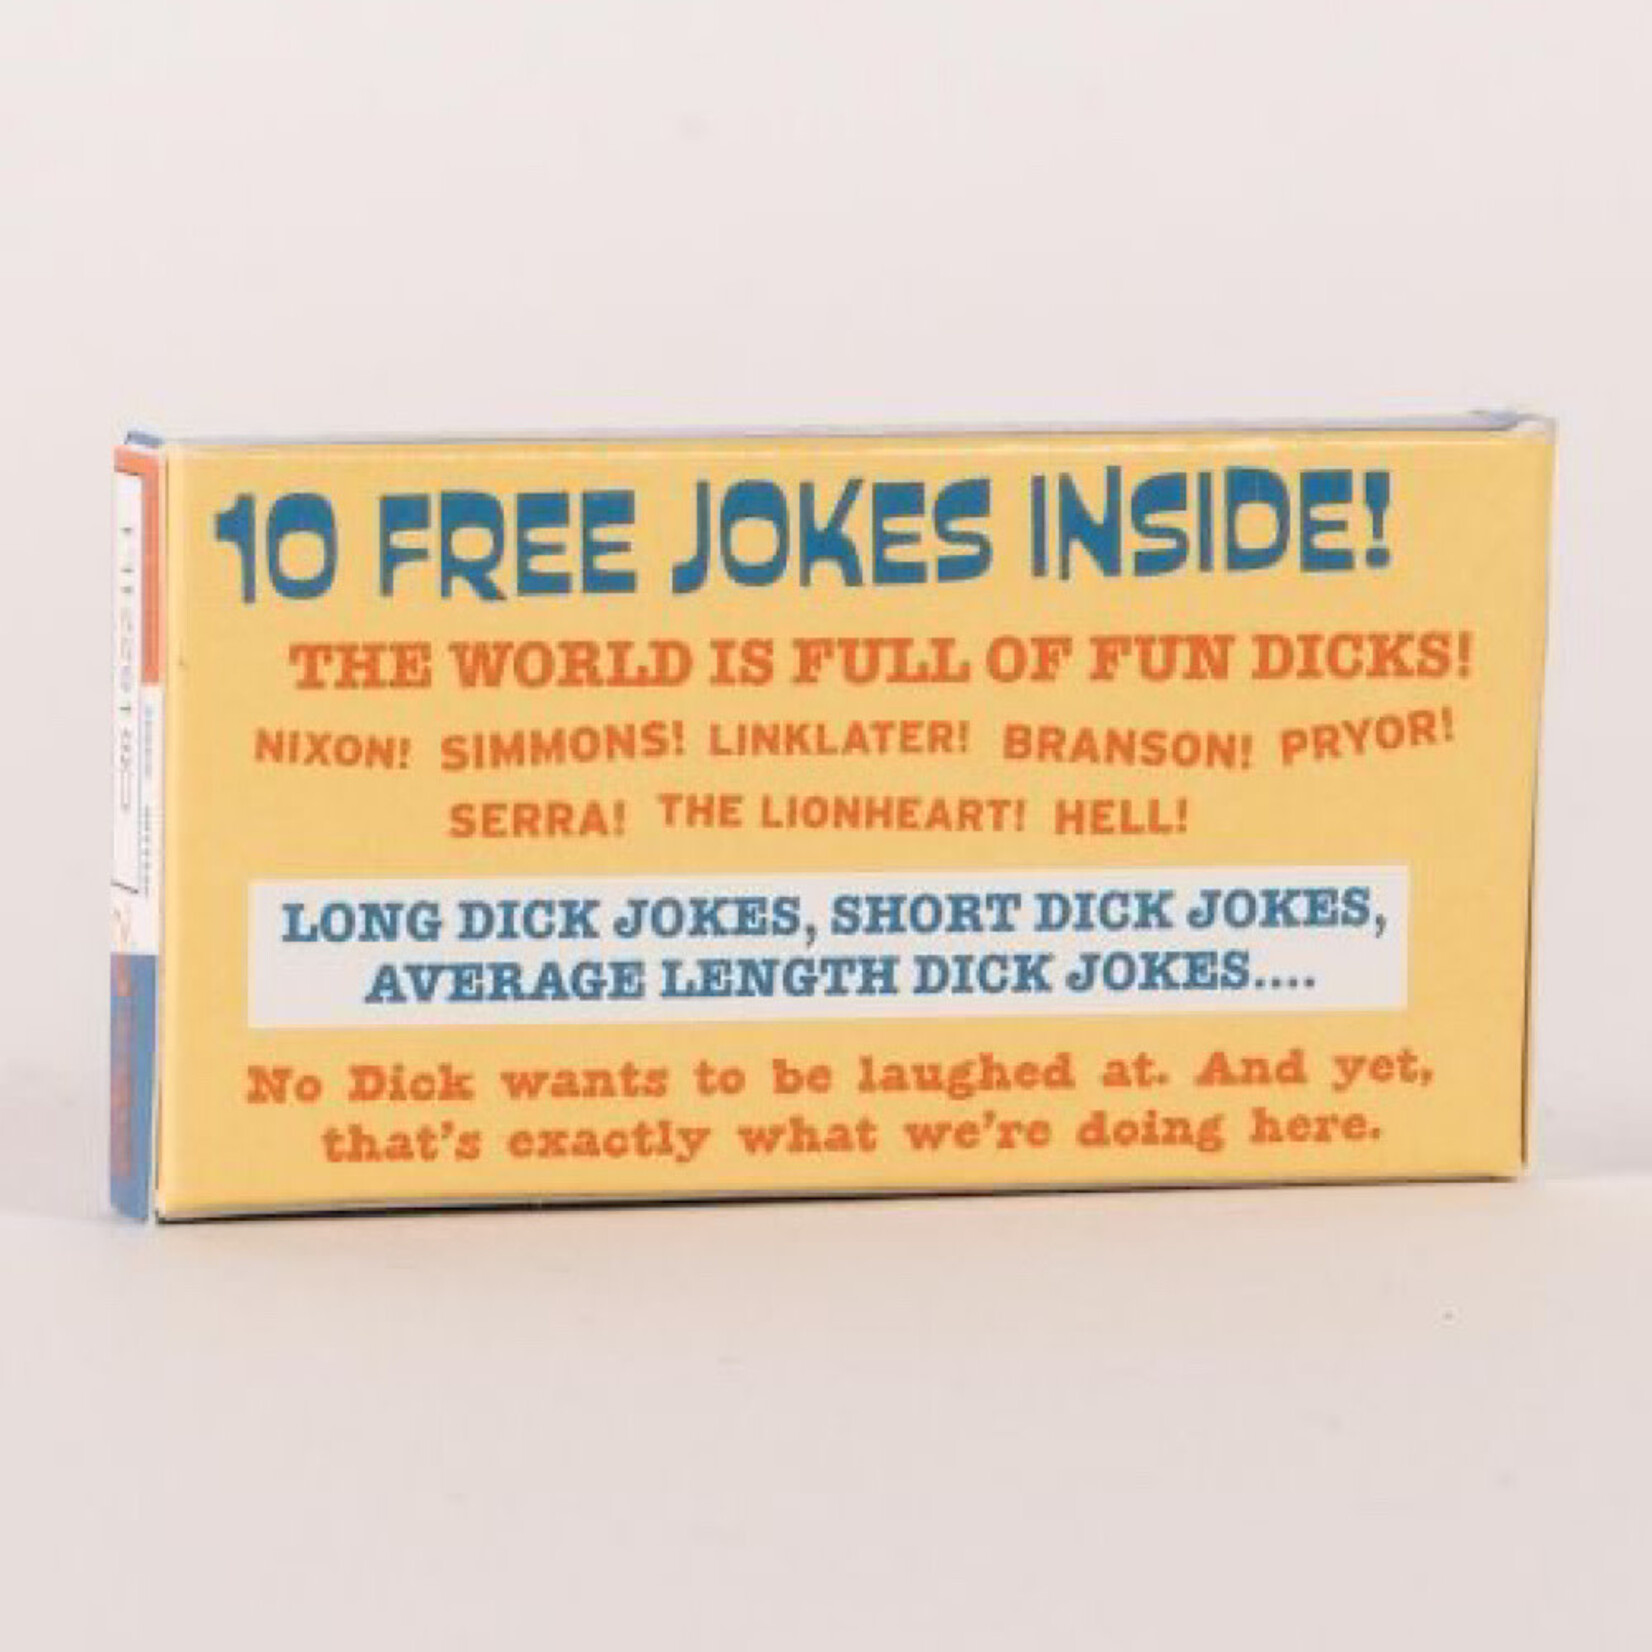 10 FREE JOKES INSIDE!
THE WORLD IS FULL OF FUN DICKS!
NIXON! SIMMONS! LINKLATER! BRANSON! PRYOR!
SERRA! THE LIONHEART! HELL!
LONG DICK JOKES, SHORT DICK JOKES,
AVERAGE LENGTH DICK JOKES....
No Dick wants to be laughed at. And yet,
that's exactly what we're doing here.